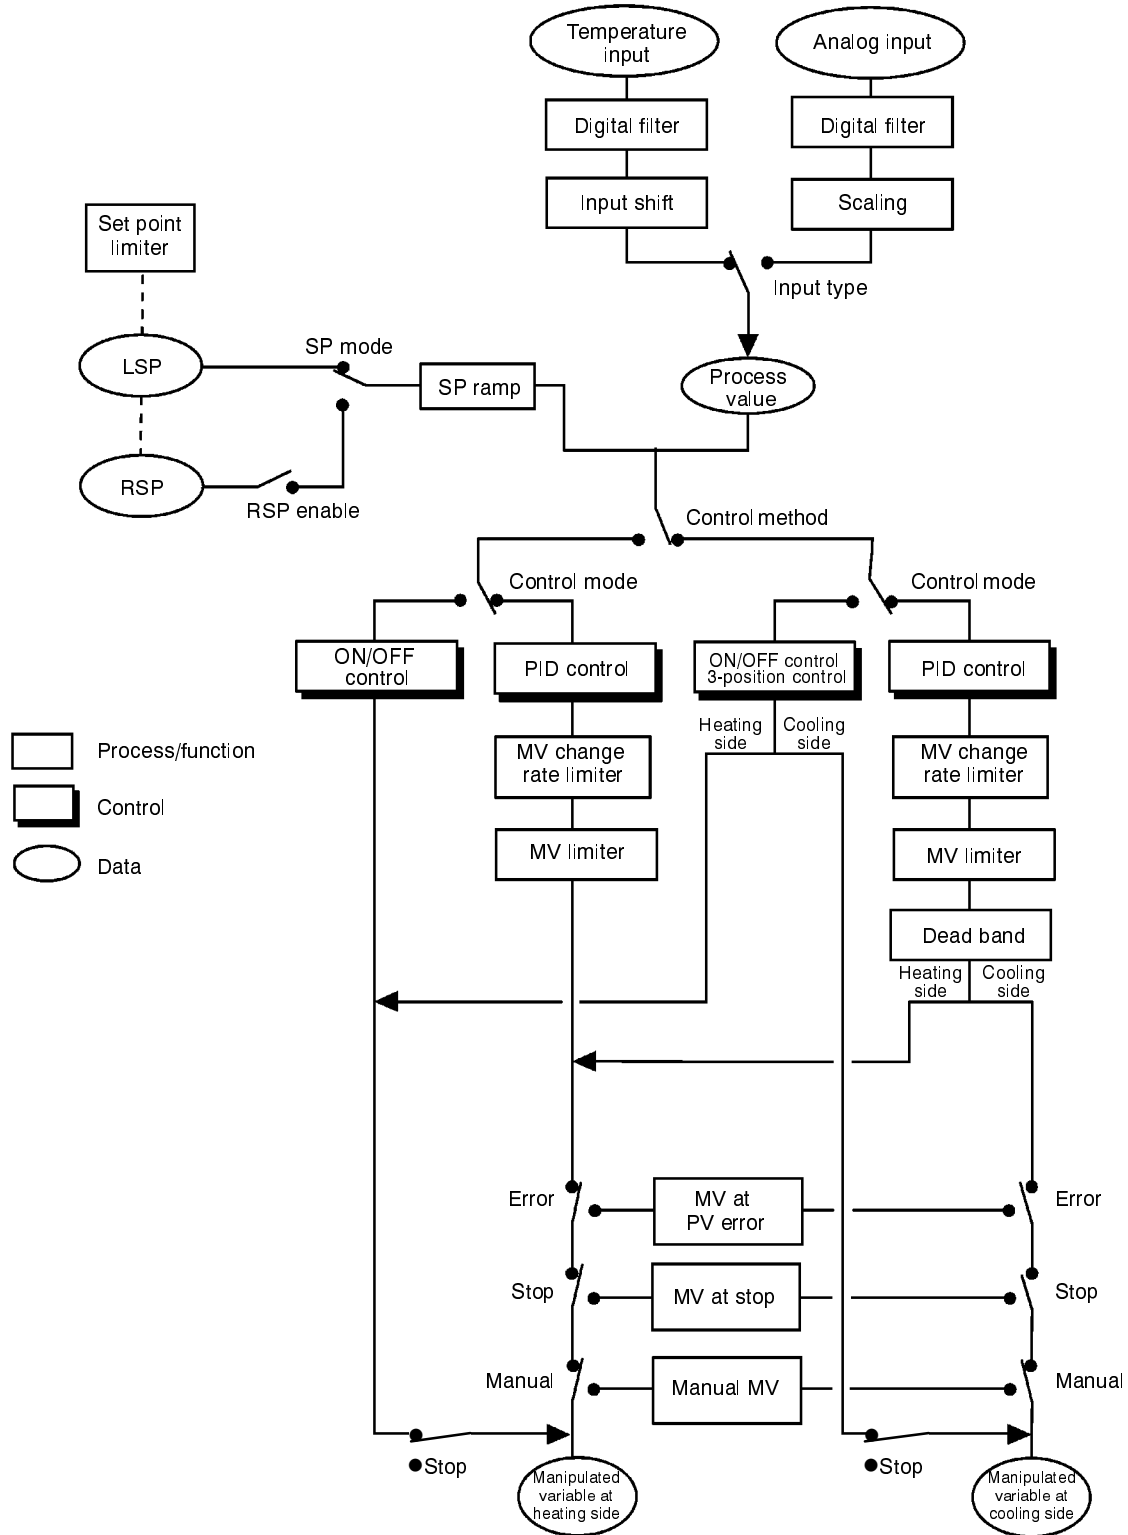 Temperature
input
Analog input
Digital filter
Digital filter
Input shift
Scaling
Set point
limiter
Input type
SP mode
LSP
SP ramp
Process
value
RSP
RSP enable
Control method
Control mode
Control mode
ON/OFF
control
PID control
ON/OFF control
3-position control
PID control
Heating
side
Cooling
side
Process/function
Control
Data
MV change
rate limiter
MV change
rate limiter
MV limiter
MV limiter
Dead band
Heating
side
Cooling
side
Error
MV at
PV error
Error
Stop
MV at stop
Stop
Manual
Manual MV
Manual
Stop
Stop
Manipulated
variable at
heating side
Manipulated
variable at
cooling side